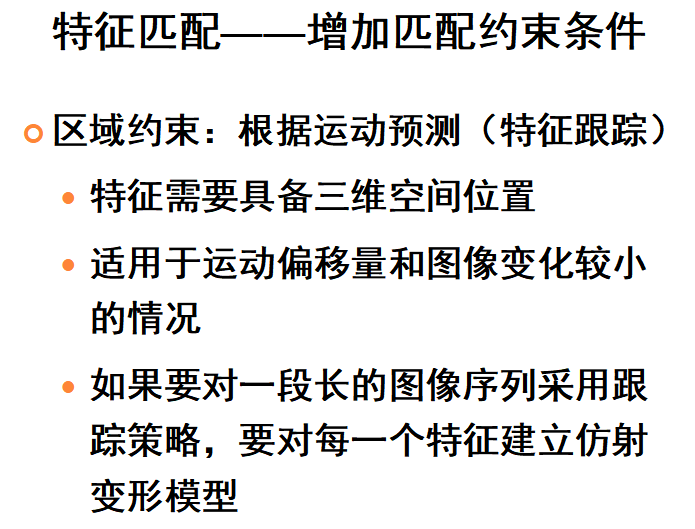 特征匹配——增加匹配约束条件
区域约束：根据运动预测（特征跟踪）
特征需要具备三维空间位置
适用于运动偏移量和图像变化较小
的情况
如果要对一段长的图像序列采用跟
踪策略，要对每一个特征建立仿射
变形模型